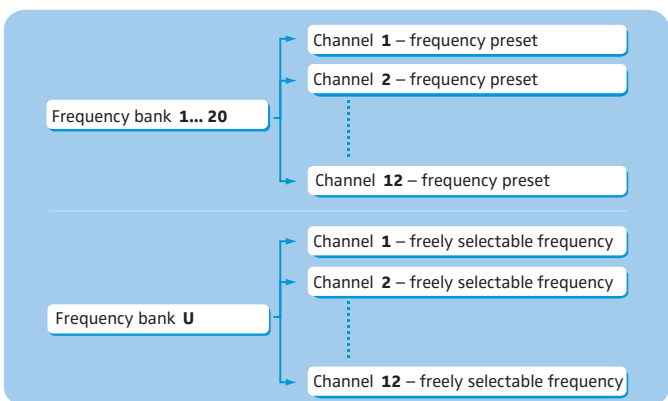 Channel 1 – frequency preset
Channel 2 – frequency preset
Frequency bank 1... 20
Channel 12 – frequency preset
Channel 1 – freely selectable frequency
Channel 2 – freely selectable frequency
Frequency bank U
Channel 12 – freely selectable frequency